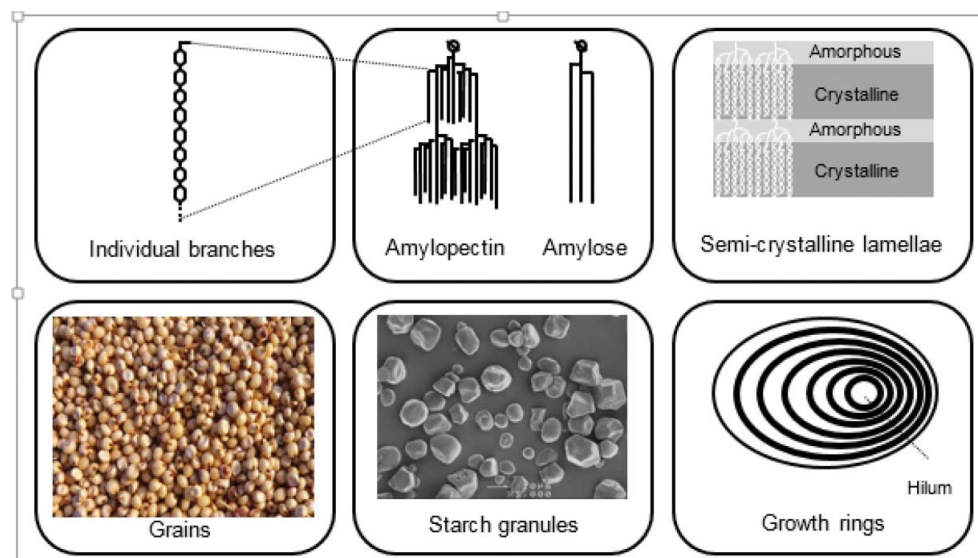 Amorphous
Crystalline
Amorphous
Crystalline
Individual branches
Amylopectin
Amylose
Semi-crystalline lamellae
Grains
Starch granules
Hilum
Growth rings